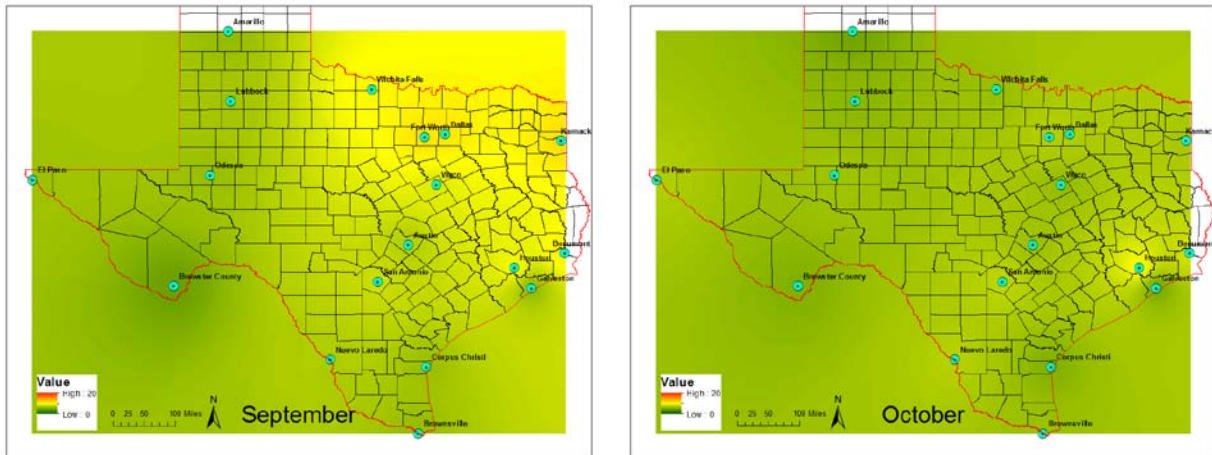 Amarillo
Lubbock
Wichita Falls
Fort Worth
Dallas
Karnack
Odessa
El Paso
Waco
Austin
Beaumont
Houston
San Antonio
Galveston
Brewster County
Nuevo Laredo
Corpus Christi
Brownsville
Value
High : 20
Low : 0
0 25 50 100 Miles
N
September
Amarillo
Lubbock
Wichita Falls
Fort Worth
Dallas
Karnack
Odessa
El Paso
Waco
Austin
Beaumont
Houston
San Antonio
Galveston
Brewster County
Nuevo Laredo
Corpus Christi
Brownsville
Value
High : 20
Low : 0
0 25 50 100 Miles
N
October